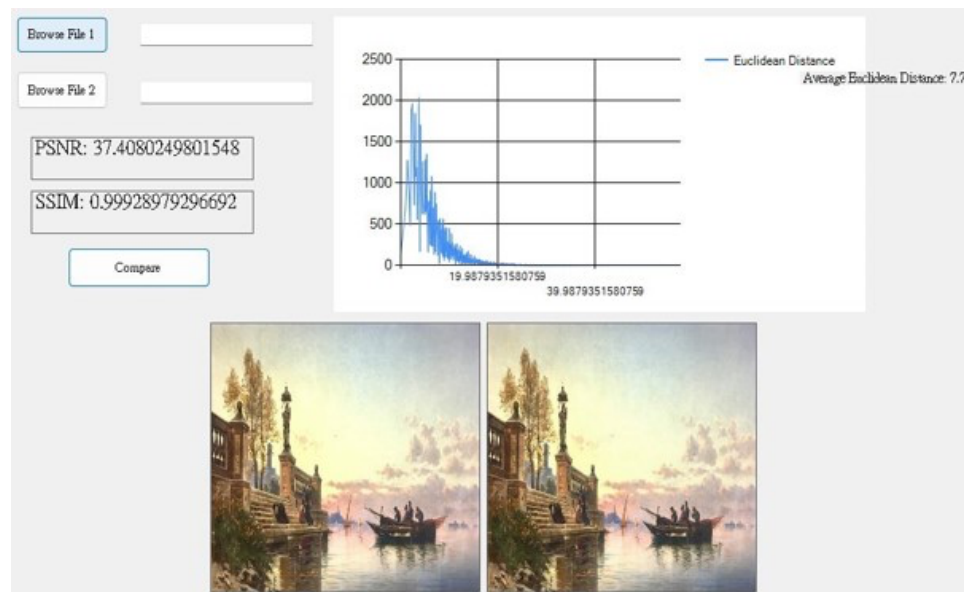 Browse File 1
Browse File 2
PSNR: 37.4080249801548
SSIM: 0.99928979296692
Compare
2500
2000
1500
1000
500
0
19.9879351580759
39.9879351580759
Euclidean Distance
Average Euclidean Distance: 7.7